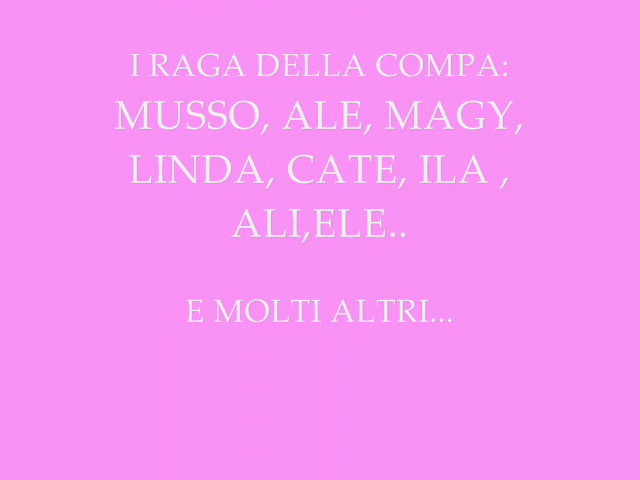 I RAGA DELLA COMPA:
MUSSO, ALE, MAGY,
LINDA, CATE, ILA ,
ALI,ELE..
E MOLTI ALTRI...